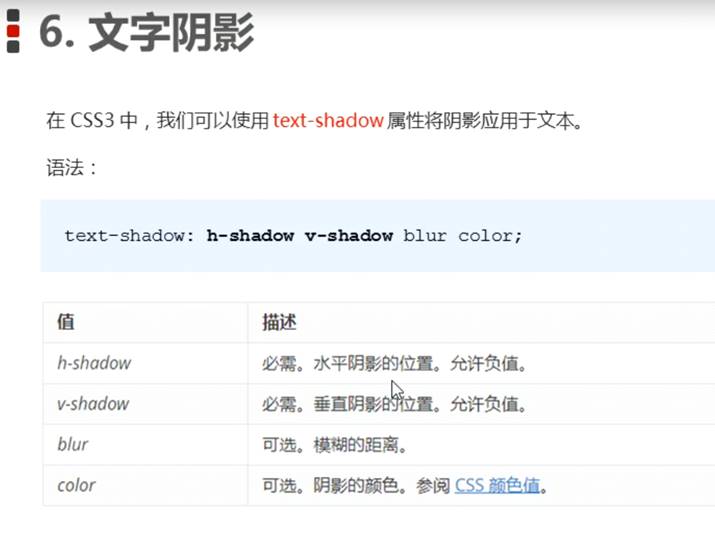 6. 文字阴影
在 CSS3 中，我们可以使用 text-shadow 属性将阴影应用于文本。
语法：
text-shadow: h-shadow v-shadow blur color;
值 描述
h-shadow 必需。水平阴影的位置。允许负值。
v-shadow 必需。垂直阴影的位置。允许负值。
blur 可选。模糊的距离。
color 可选。阴影的颜色。参阅 CSS 颜色值。